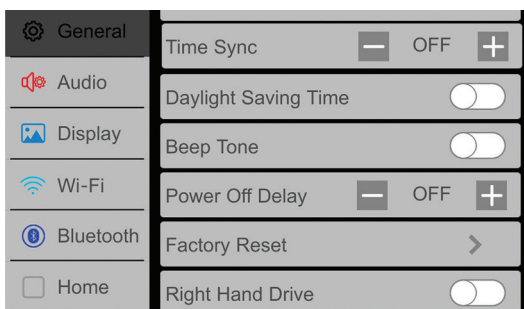 General
Audio
Display
Wi-Fi
Bluetooth
Home
Time Sync OFF
Daylight Saving Time
Beep Tone
Power Off Delay OFF
Factory Reset
Right Hand Drive